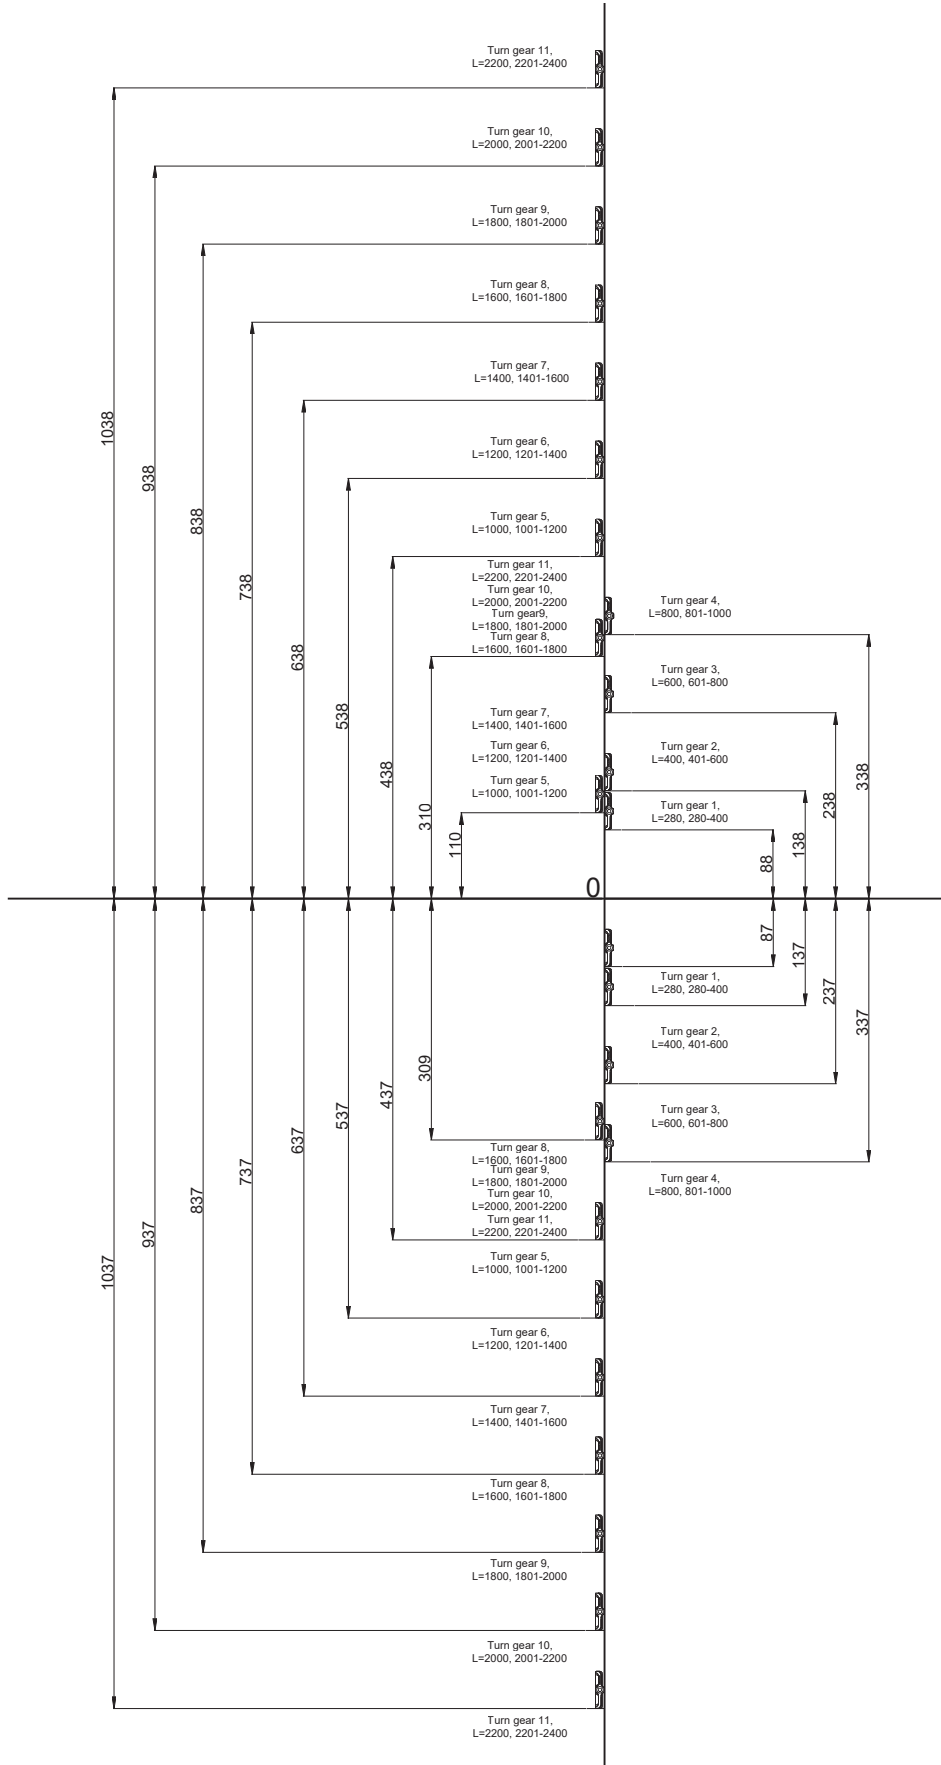 Turn gear 11,
L=2200, 2201-2400
Turn gear 10,
L=2000, 2001-2200
Turn gear 9,
L=1800, 1801-2000
Turn gear 8,
L=1600, 1601-1800
Turn gear 7,
L=1400, 1401-1600
1038
Turn gear 6,
L=1200, 1201-1400
938
838
Turn gear 5,
L=1000, 1001-1200
738
Turn gear 11,
L=2200, 2201-2400
Turn gear 10,
L=2000, 2001-2200
Turn gear9,
L=1800, 1801-2000
Turn gear 8,
L=1600, 1601-1800
Turn gear 4,
L=800, 801-1000
638
Turn gear 3,
L=600, 601-800
538
Turn gear 7,
L=1400, 1401-1600
Turn gear 6,
L=1200, 1201-1400
Turn gear 2,
L=400, 401-600
438
338
Turn gear 5,
L=1000, 1001-1200
310
238
Turn gear 1,
L=280, 280-400
110
138
88
0
87
137
Turn gear 1,
L=280, 280-400
237
337
Turn gear 2,
L=400, 401-600
309
437
537
637
Turn gear 3,
L=600, 601-800
737
Turn gear 8,
L=1600, 1601-1800
Turn gear 9,
L=1800, 1801-2000
Turn gear 10,
L=2000, 2001-2200
Turn gear 11,
L=2200, 2201-2400
Turn gear 4,
L=800, 801-1000
837
937
1037
Turn gear 5,
L=1000, 1001-1200
Turn gear 6,
L=1200, 1201-1400
Turn gear 7,
L=1400, 1401-1600
Turn gear 8,
L=1600, 1601-1800
Turn gear 9,
L=1800, 1801-2000
Turn gear 10,
L=2000, 2001-2200
Turn gear 11,
L=2200, 2201-2400